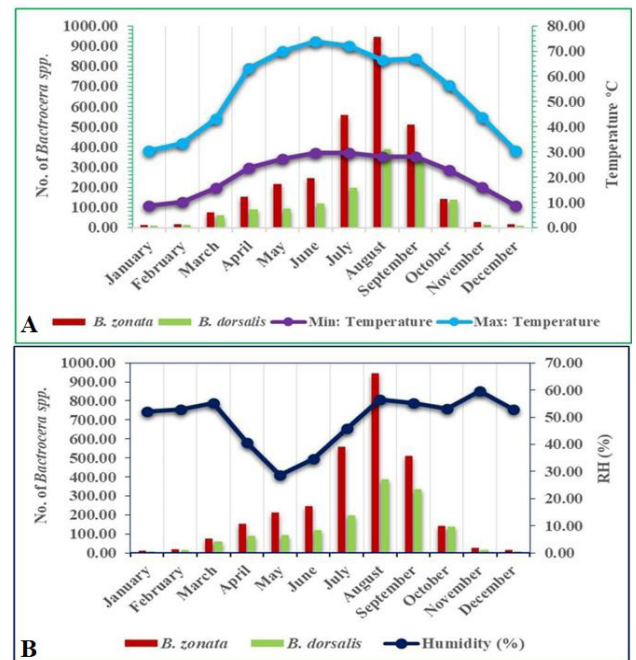 No. of Bactrocera spp.
1000.00
900.00
800.00
700.00
600.00
500.00
400.00
300.00
200.00
100.00
0.00
80.00
70.00
60.00
50.00
40.00
30.00
20.00
10.00
0.00
Temperature °C
January
February
March
April
May
June
July
August
September
October
November
December
A
B. zonata
B. dorsalis
Min: Temperature
Max: Temperature
No. of Bactrocera spp.
1000.00
900.00
800.00
700.00
600.00
500.00
400.00
300.00
200.00
100.00
0.00
70.00
60.00
50.00
40.00
30.00
20.00
10.00
0.00
RH (%)
January
February
March
April
May
June
July
August
September
October
November
December
B
B. zonata
B. dorsalis
Humidity (%)